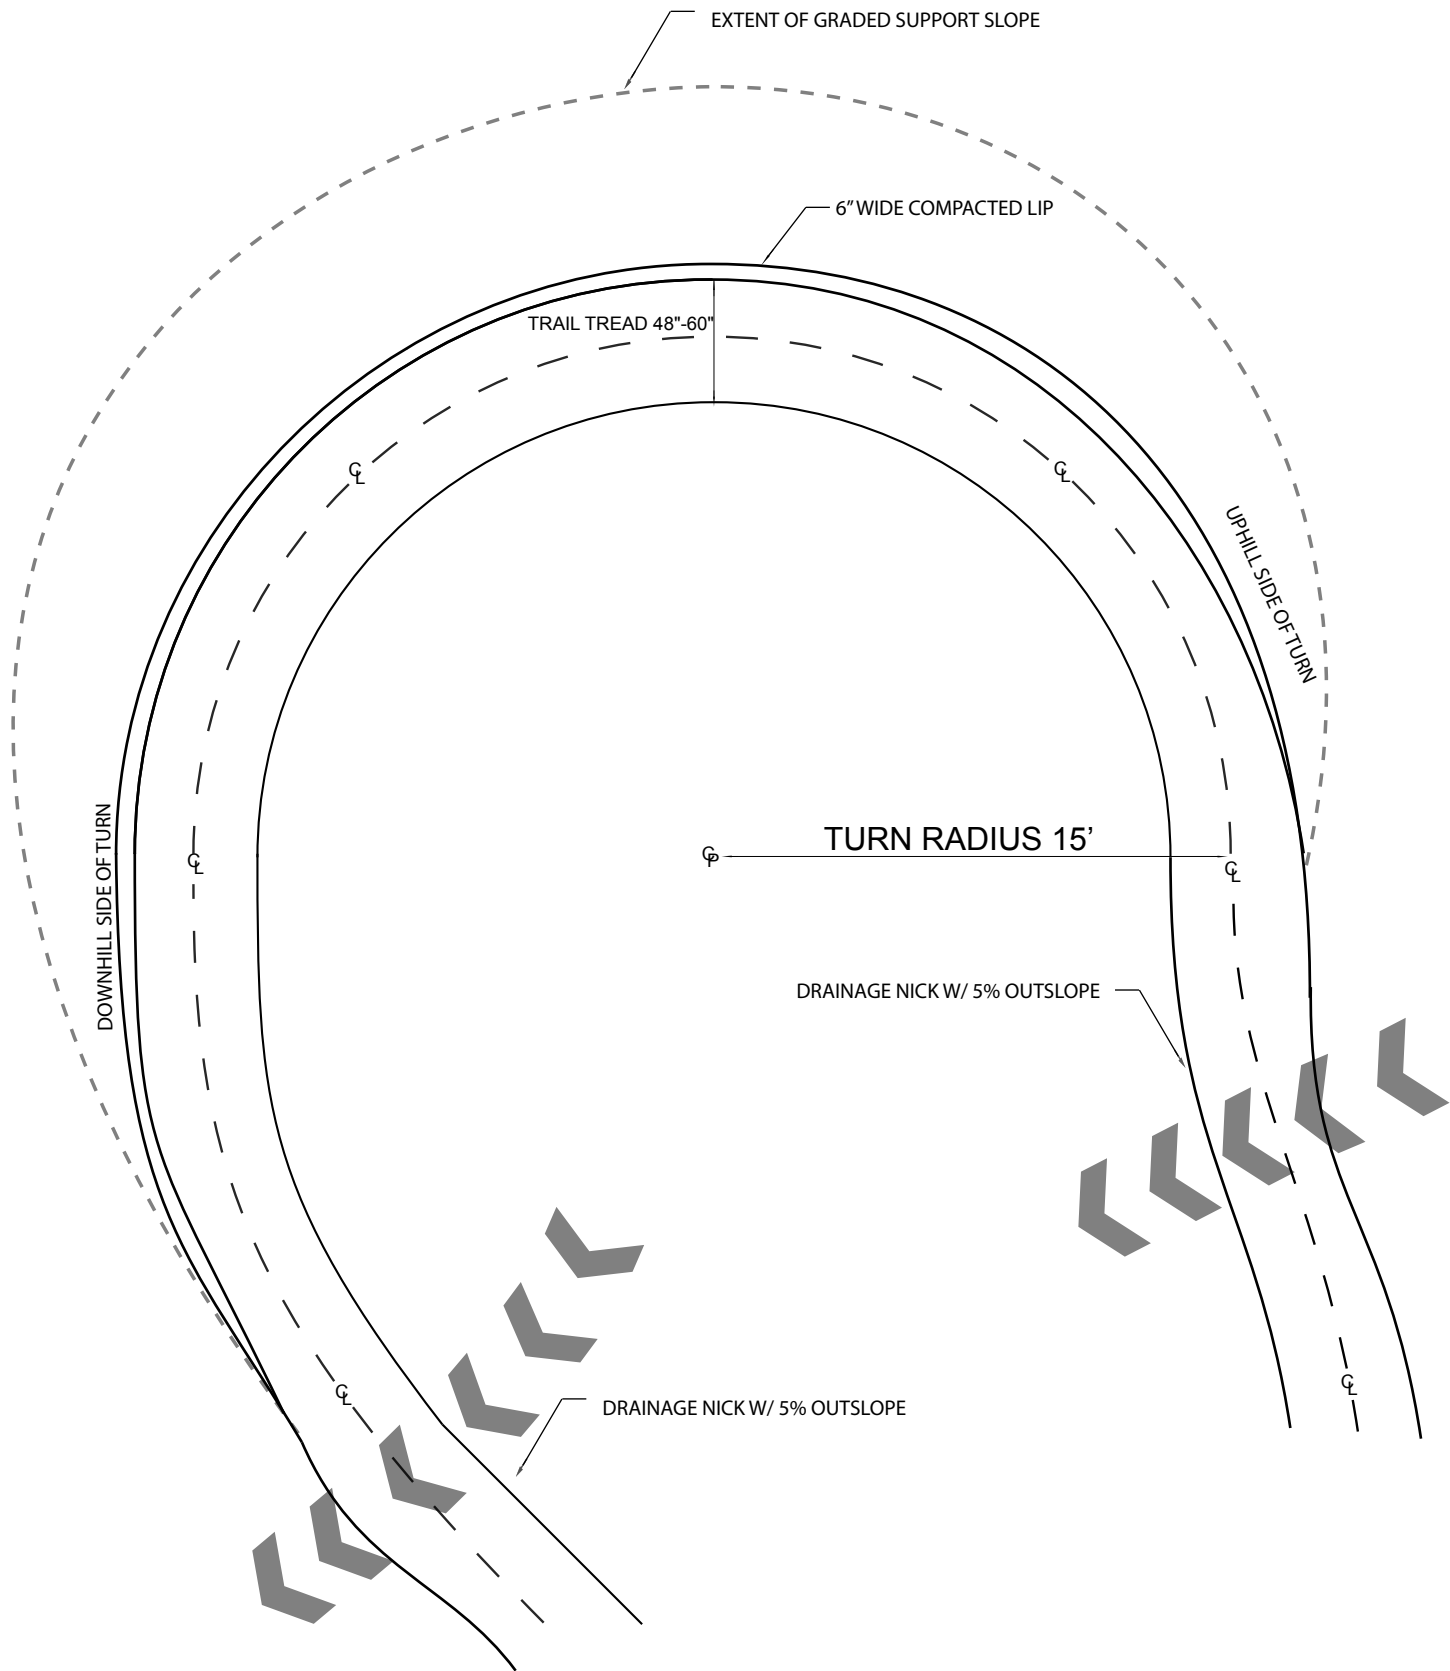 EXTENT OF GRADED SUPPORT SLOPE
6” WIDE COMPACTED LIP
TRAIL TREAD 48"-60"
CL
CL
UPHILL SIDE OF TURN
DOWNHILL SIDE OF TURN
TURN RADIUS 15’
CL
CP
CL
DRAINAGE NICK W/ 5% OUTSLOPE
CL
CL
DRAINAGE NICK W/ 5% OUTSLOPE